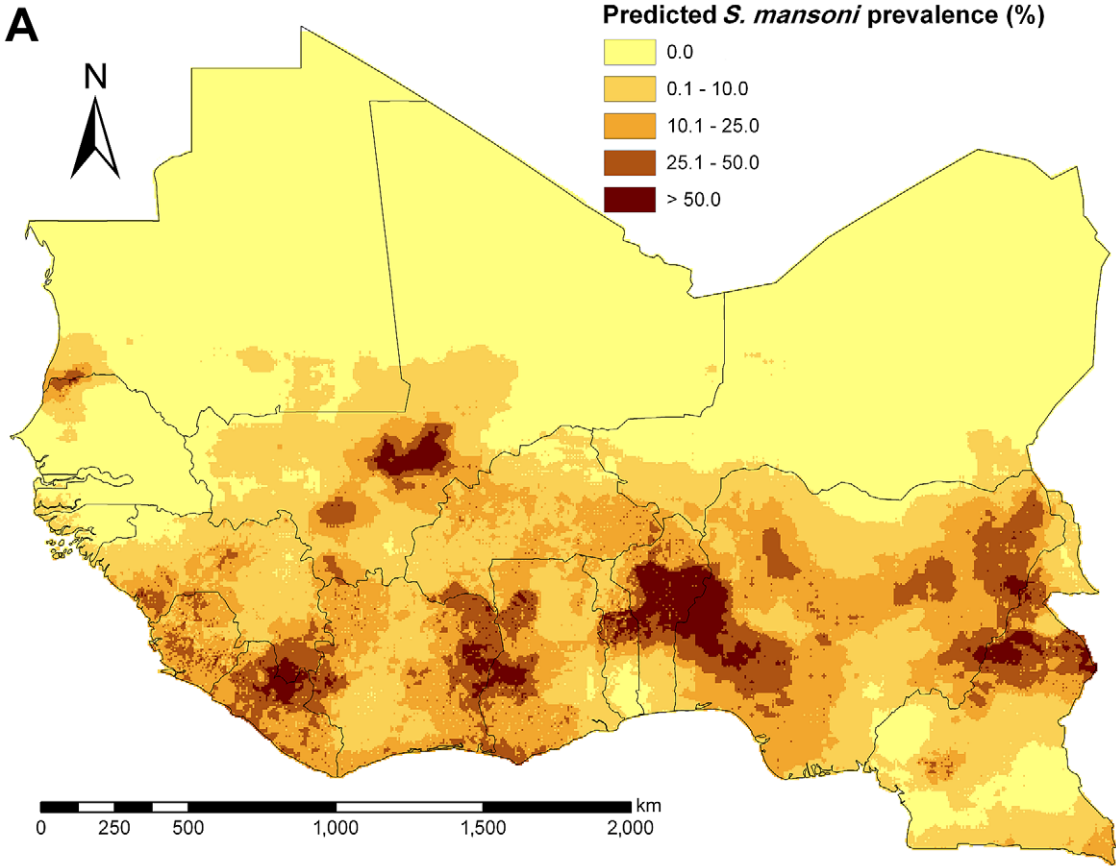 A
Predicted S. mansoni prevalence (%)
0.0
0.1 - 10.0
10.1 - 25.0
25.1 - 50.0
> 50.0
N
km
0 250 500 1,000 1,500 2,000